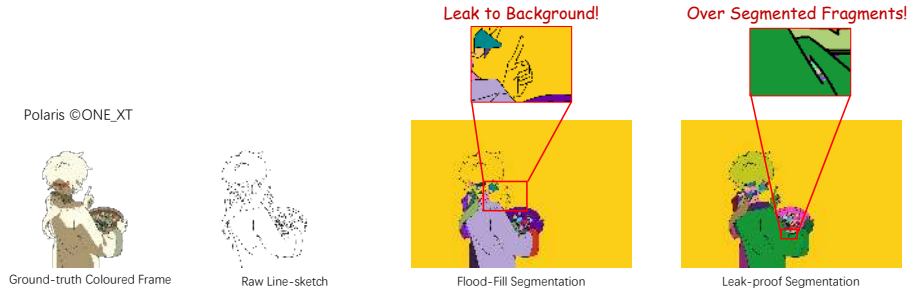 Leak to Background!
Over Segmented Fragments!
Polaris ©ONE_XT
Ground-truth Coloured Frame
Raw Line-sketch
Flood-Fill Segmentation
Leak-proof Segmentation